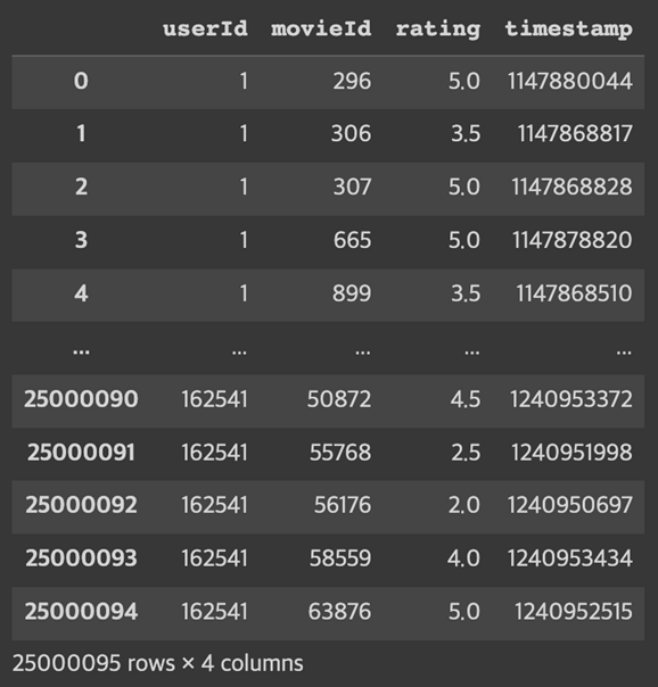 userId movieId rating timestamp
0 1 296 5.0 1147880044
1 1 306 3.5 1147868817
2 1 307 5.0 1147868828
3 1 665 5.0 1147878820
4 1 899 3.5 1147868510
... ... ... ... ...
25000090 162541 50872 4.5 1240953372
25000091 162541 55768 2.5 1240951998
25000092 162541 56176 2.0 1240950697
25000093 162541 58559 4.0 1240953434
25000094 162541 63876 5.0 1240952515
25000095 rows × 4 columns